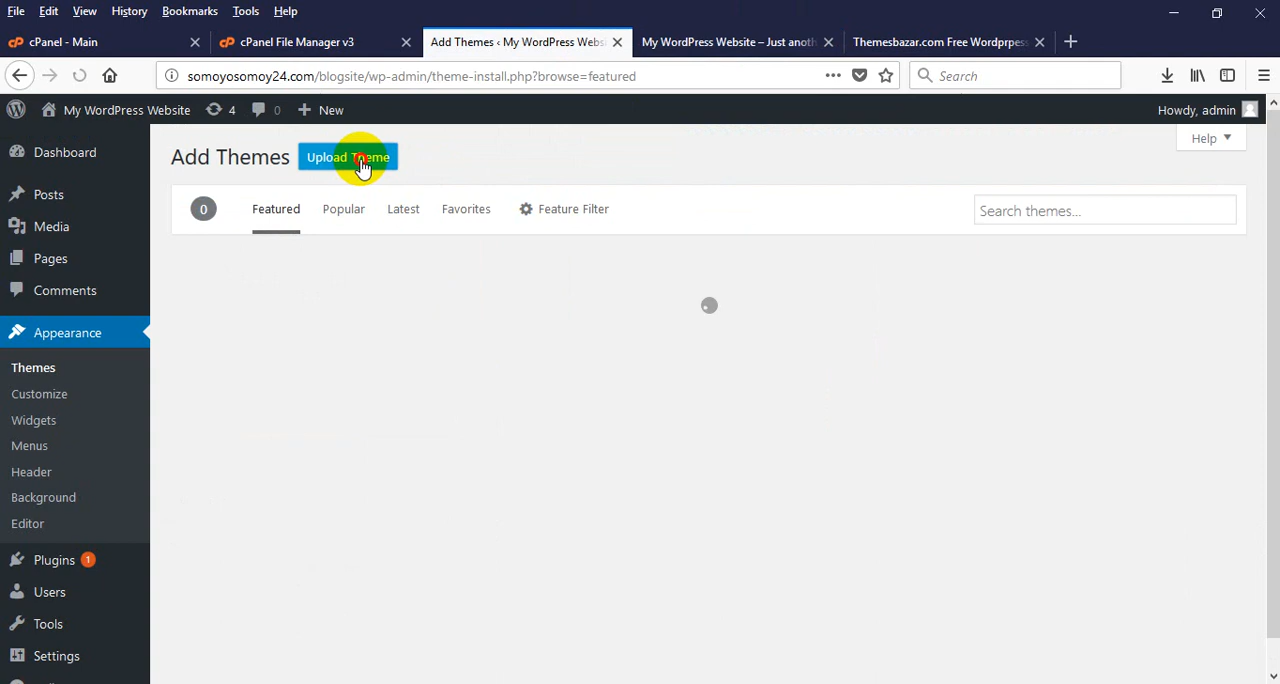 File Edit View History Bookmarks Tools Help
cPanel - Main
cPanel File Manager v3
Add Themes ‹ My WordPress Webs
My WordPress Website – Just anoth
Themesbazar.com Free Wordprpess
somoyosomoy24.com/blogsite/wp-admin/theme-install.php?browse=featured
Search
My WordPress Website 4 0 New
Howdy, admin
Help
Dashboard
Posts
Media
Pages
Comments
Appearance
Themes
Customize
Widgets
Menus
Header
Background
Editor
Plugins 1
Users
Tools
Settings
Add Themes Upload Theme
0 Featured Popular Latest Favorites Feature Filter
Search themes...